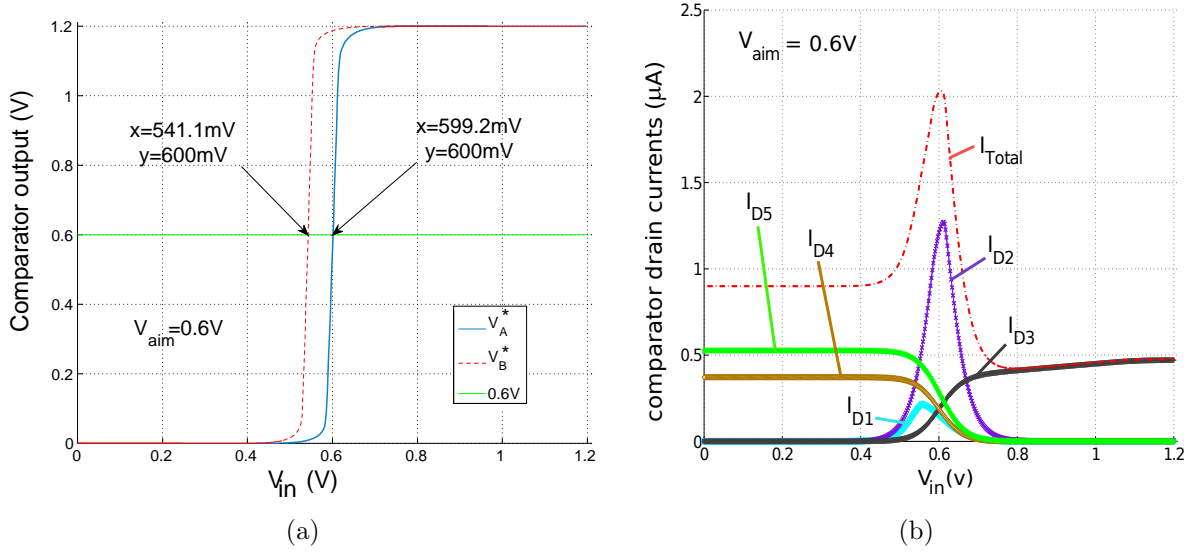 1.2
1
0.8
0.6
0.4
0.2
0
0
0.2
0.4
0.6
0.8
1
1.2
Comparator output (V)
V_in (V)
x=541.1mV
y=600mV
x=599.2mV
y=600mV
V_aim=0.6V
V_A*
V_B*
0.6V
(a)
2.5
2
1.5
1
0.5
0
0
0.2
0.4
0.6
0.8
1
1.2
comparator drain currents (μA)
V_in(v)
V_aim = 0.6V
I_Total
I_D5
I_D4
I_D2
I_D3
I_D1
(b)